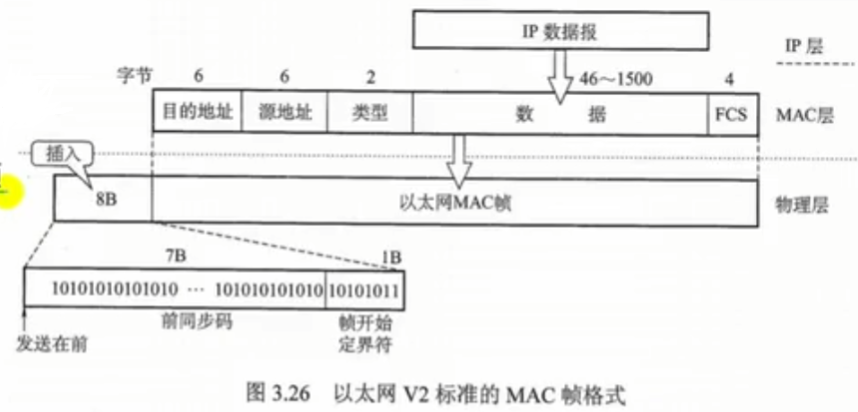 IP 数据报
IP 层
字节 6 6 2 46～1500 4
目的地址 源地址 类型 数 据 FCS MAC层
插入
8B 以太网MAC帧 物理层
7B 1B
10101010101010 … 101010101010 10101011
前同步码 帧开始
发送在前 定界符
图 3.26 以太网 V2 标准的 MAC 帧格式